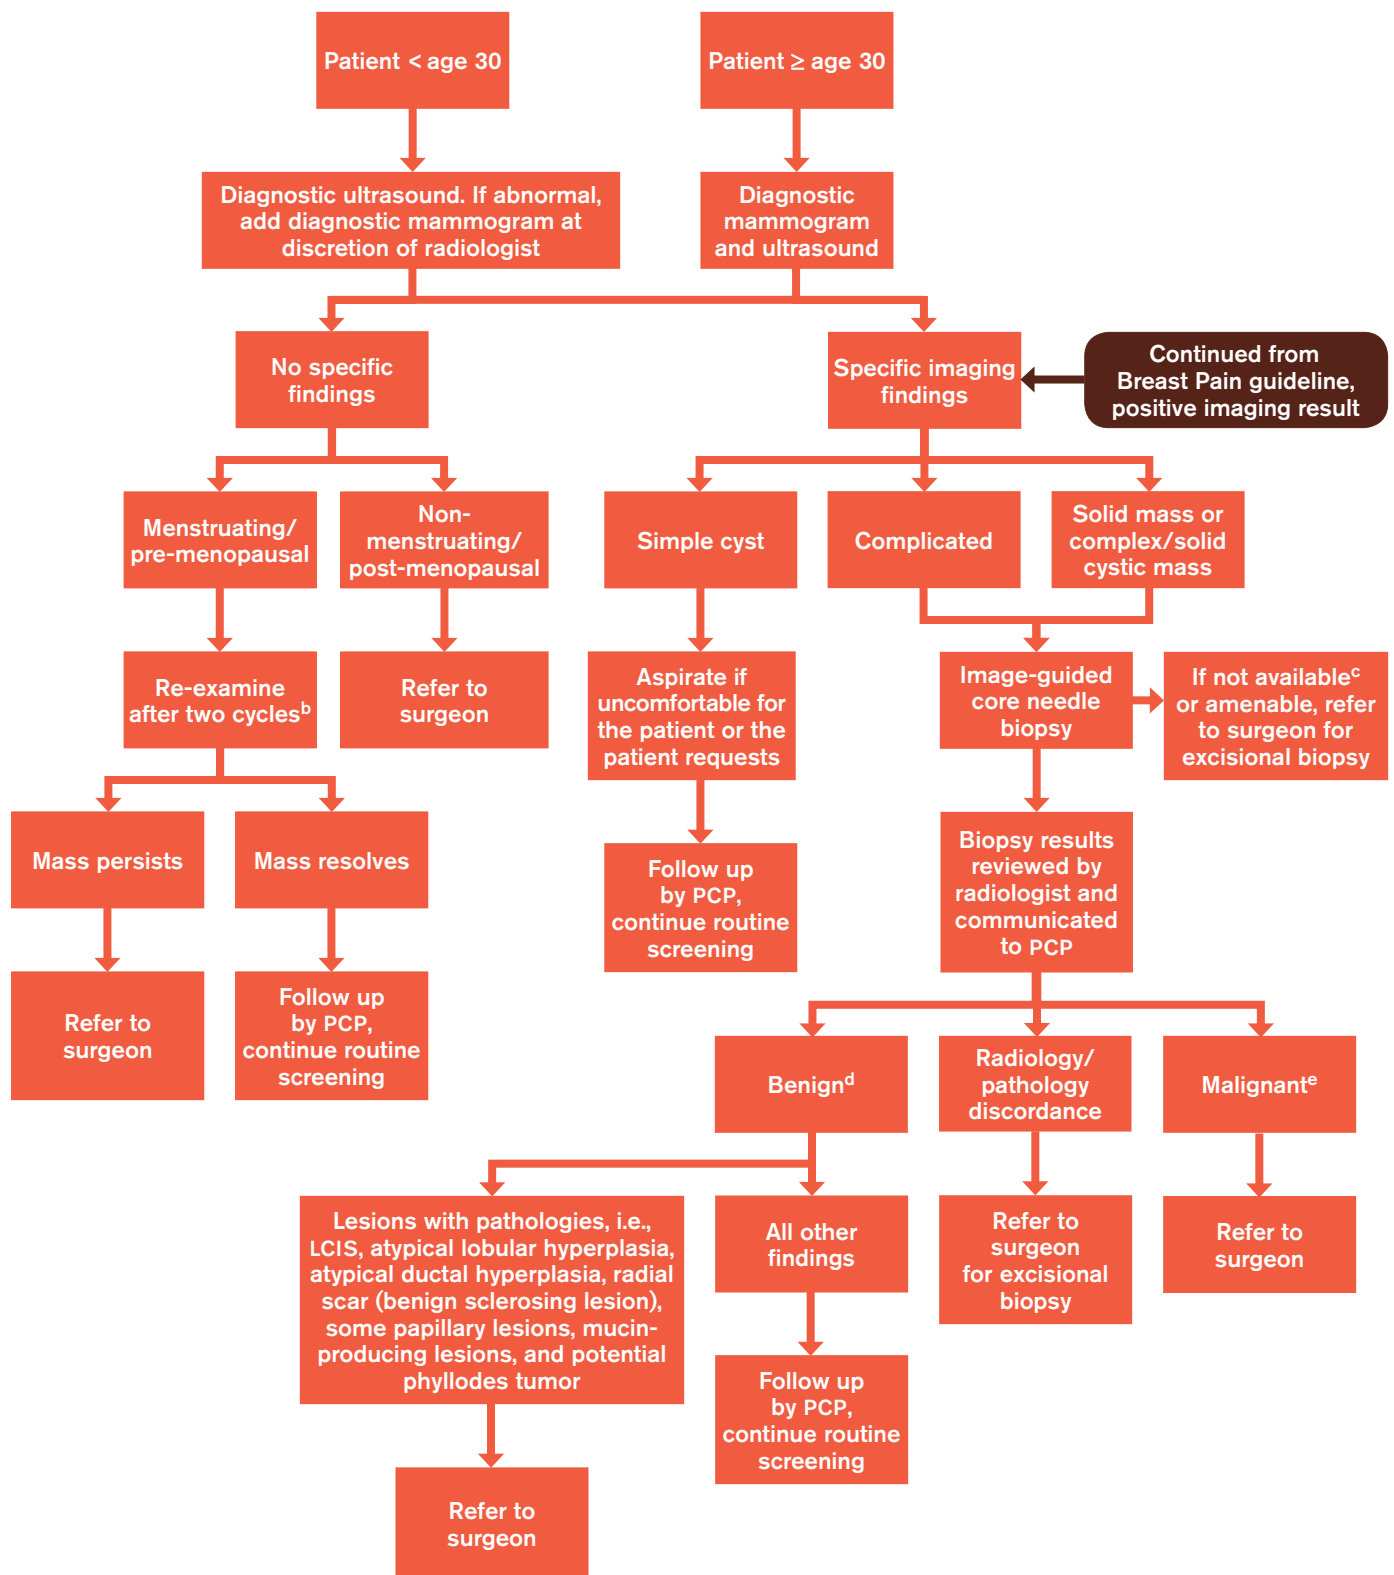 Patient < age 30
Patient ≥ age 30
Diagnostic ultrasound. If abnormal,
add diagnostic mammogram at
discretion of radiologist
Diagnostic
mammogram
and ultrasound
No specific
findings
Specific imaging
findings
Continued from
Breast Pain guideline,
positive imaging result
Menstruating/
pre-menopausal
Non-
menstruating/
post-menopausal
Simple cyst
Complicated
Solid mass or
complex/solid
cystic mass
Re-examine
after two cyclesᵇ
Refer to
surgeon
Aspirate if
uncomfortable for
the patient or the
patient requests
Image-guided
core needle
biopsy
If not availableᶜ
or amenable, refer
to surgeon for
excisional biopsy
Mass persists
Mass resolves
Follow up
by PCP,
continue routine
screening
Biopsy results
reviewed by
radiologist and
communicated
to PCP
Refer to
surgeon
Follow up
by PCP,
continue routine
screening
Benignᵈ
Radiology/
pathology
discordance
Malignantᵉ
Lesions with pathologies, i.e.,
LCIS, atypical lobular hyperplasia,
atypical ductal hyperplasia, radial
scar (benign sclerosing lesion),
some papillary lesions, mucin-
producing lesions, and potential
phyllodes tumor
All other
findings
Refer to
surgeon
for excisional
biopsy
Refer to
surgeon
Follow up
by PCP,
continue routine
screening
Refer to
surgeon